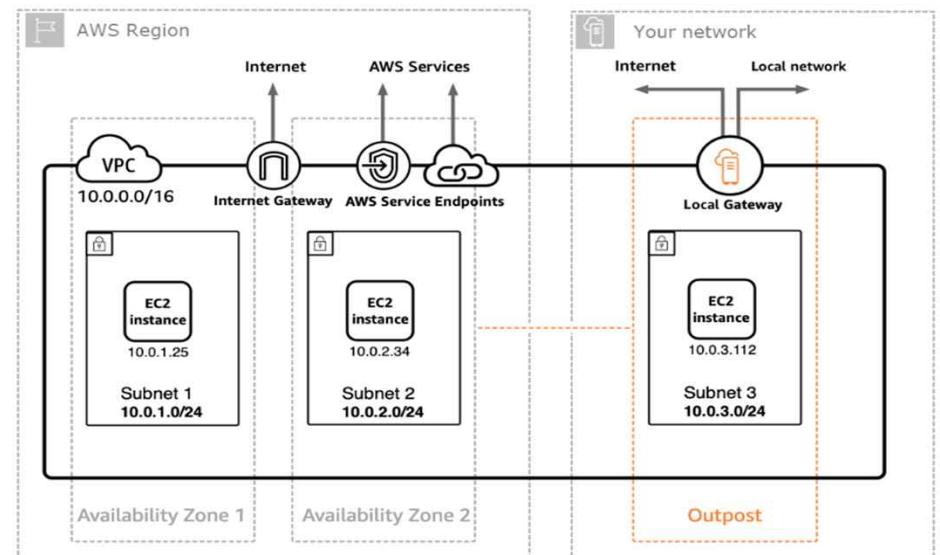 AWS Region
Your network
Internet
AWS Services
Internet
Local network
VPC
10.0.0.0/16
Internet Gateway
AWS Service Endpoints
Local Gateway
EC2
instance
10.0.1.25
Subnet 1
10.0.1.0/24
EC2
instance
10.0.2.34
Subnet 2
10.0.2.0/24
EC2
instance
10.0.3.112
Subnet 3
10.0.3.0/24
Availability Zone 1
Availability Zone 2
Outpost